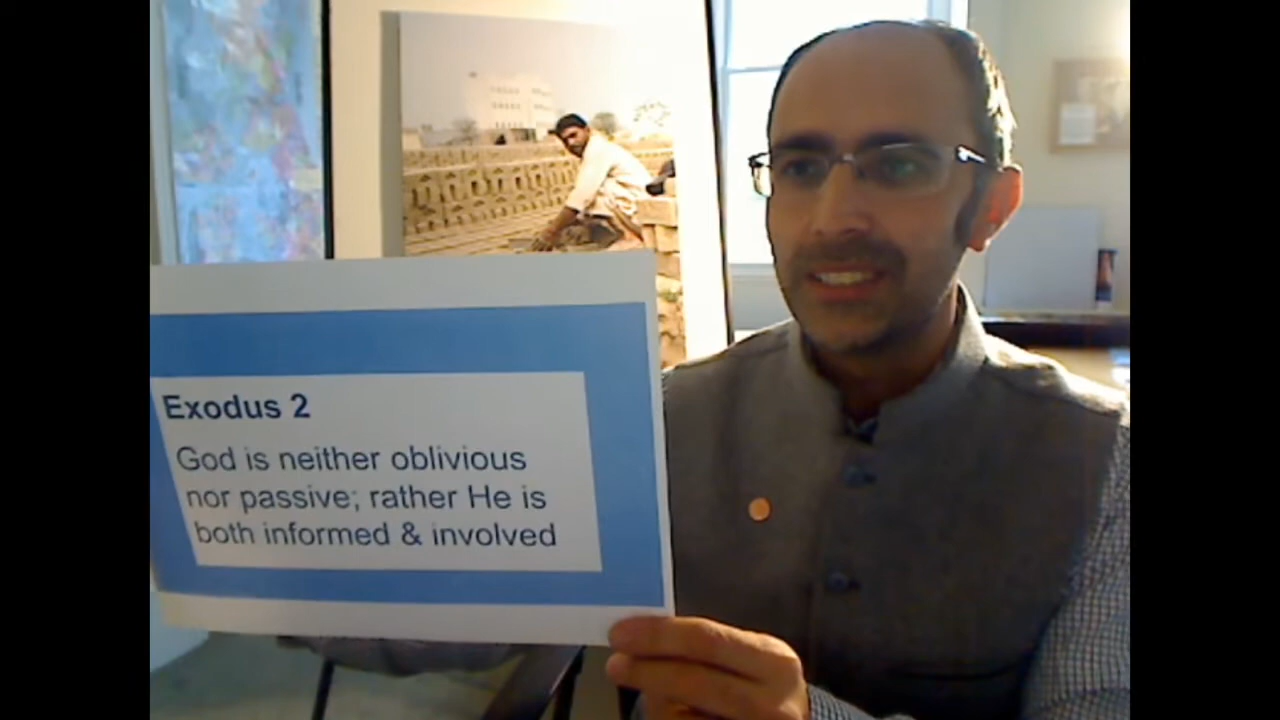 Exodus 2
God is neither oblivious
nor passive; rather He is
both informed & involved